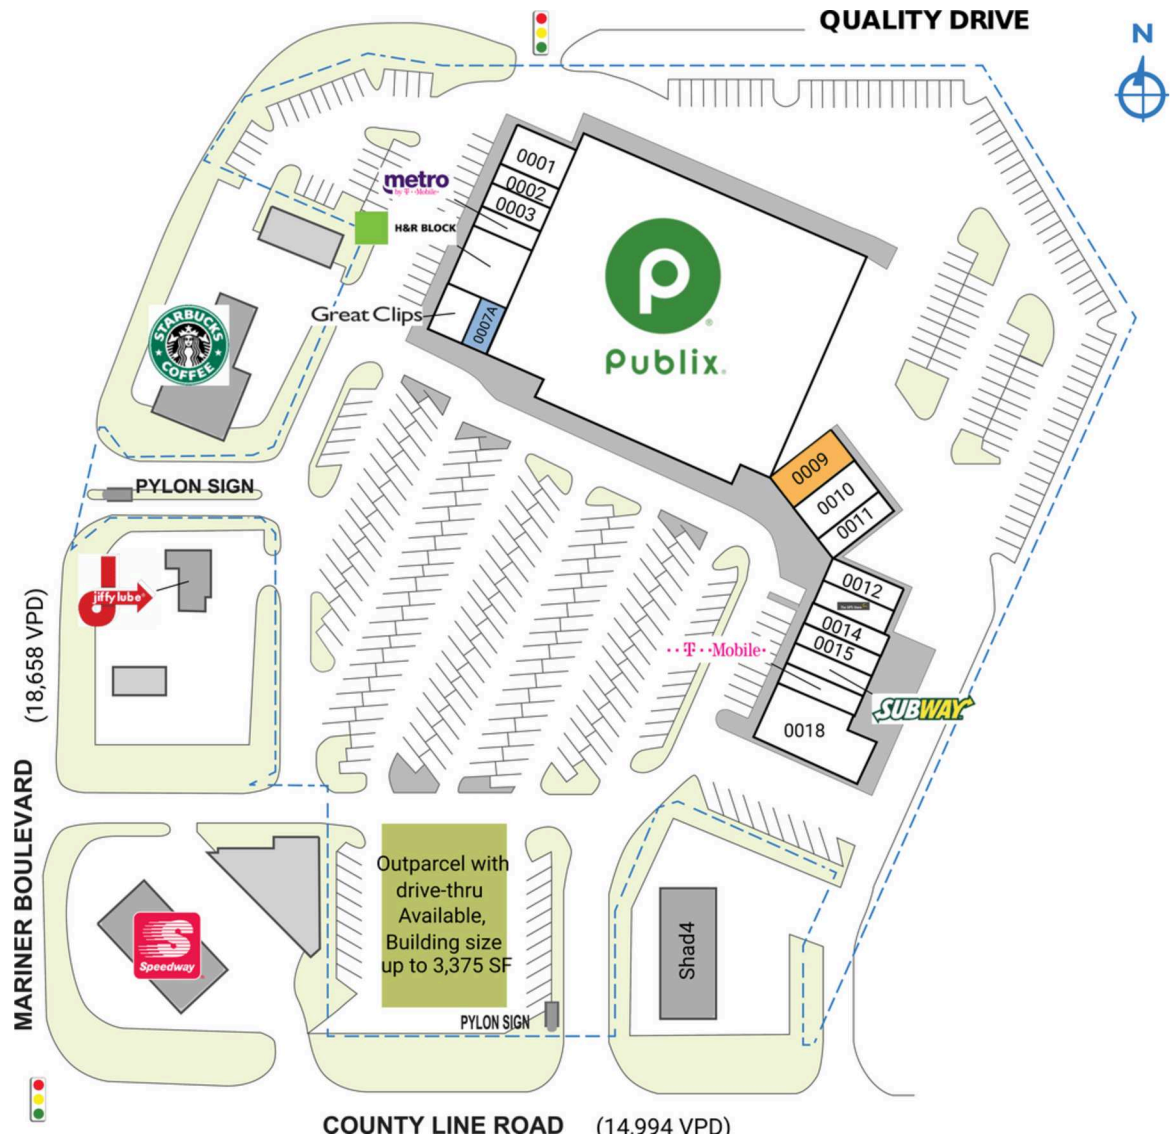 QUALITY DRIVE
N
0001
0002
0003
metro
by T-Mobile
H&R BLOCK
Great Clips
0007A
Publix.
STARBUCKS
COFFEE
PYLON SIGN
0009
0010
0011
0012
0014
0015
T Mobile
SUBWAY
0018
jiffy lube
(18,658 VPD)
MARINER BOULEVARD
S
Speedway
Outparcel with
drive-thru
Available,
Building size
up to 3,375 SF
PYLON SIGN
Shad4
COUNTY LINE ROAD (14,994 VPD)